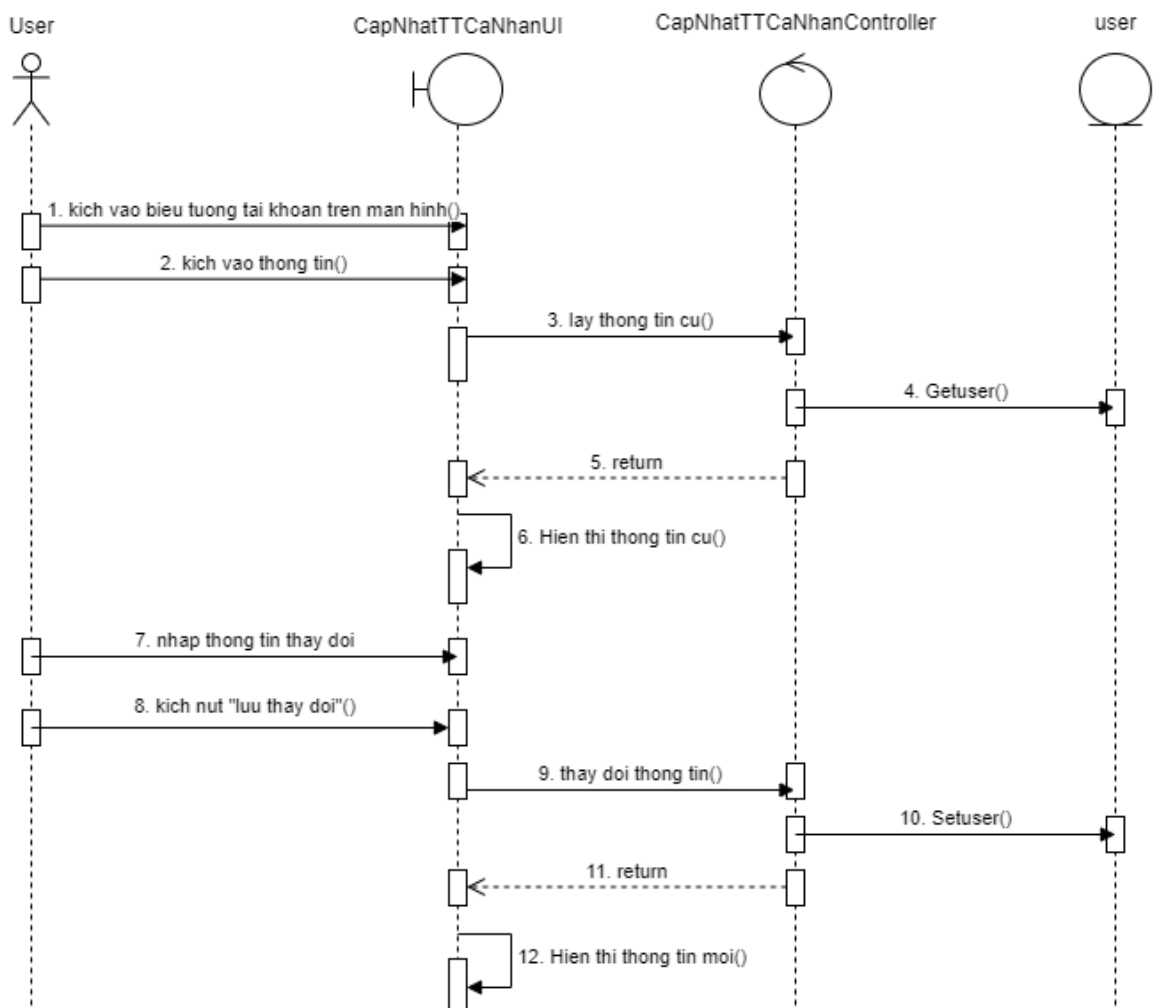 User
CapNhatTTCaNhanUI
CapNhatTTCaNhanController
user
1. kich vao bieu tuong tai khoan tren man hinh()
2. kich vao thong tin()
3. lay thong tin cu()
4. Getuser()
5. return
6. Hien thi thong tin cu()
7. nhap thong tin thay doi
8. kich nut "luu thay doi"()
9. thay doi thong tin()
10. Setuser()
11. return
12. Hien thi thong tin moi()